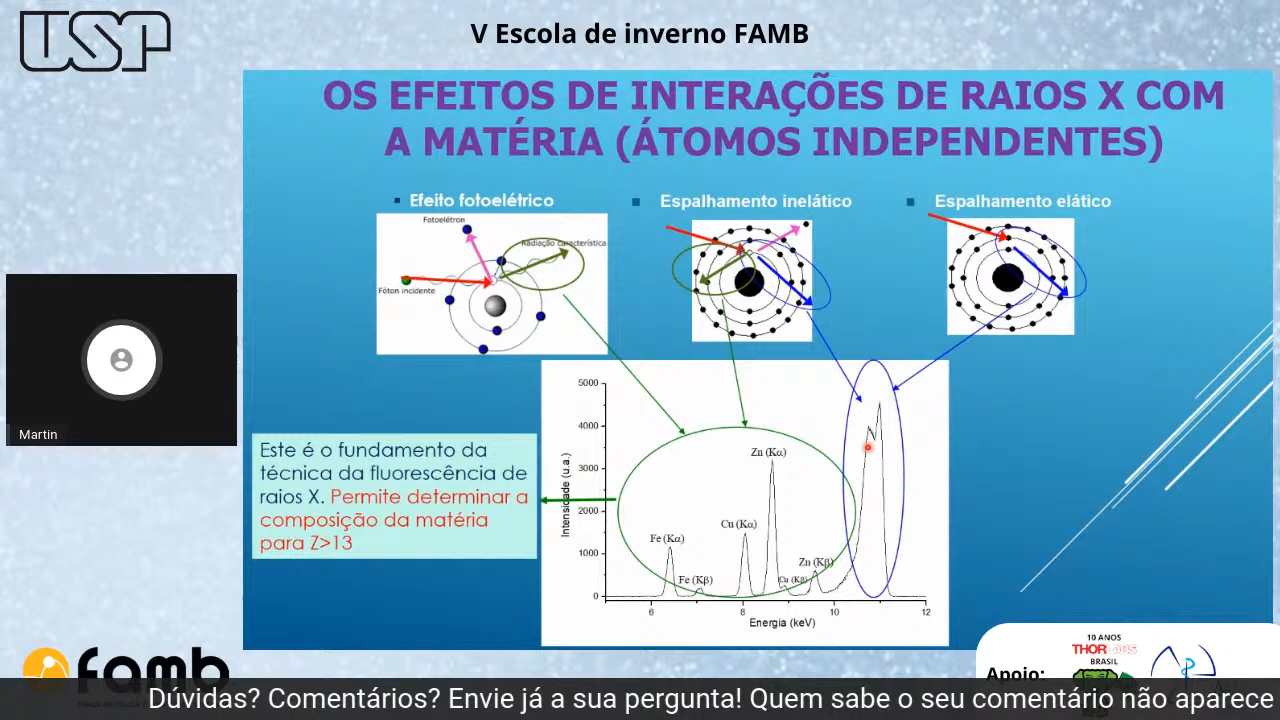 USP
V Escola de inverno FAMB
OS EFEITOS DE INTERAÇÕES DE RAIOS X COM
A MATÉRIA (ÁTOMOS INDEPENDENTES)
Efeito fotoelétrico
Espalhamento inelático
Espalhamento elático
Fotoelétron
Radiação característica
Fóton incidente
Martin
Este é o fundamento da
técnica da fluorescência de
raios X. Permite determinar a
composição da matéria
para Z>13
5000
4000
3000
2000
1000
0
Intensidade (u.a.)
Fe (Kα)
Fe (Kβ)
Cu (Kα)
Zn (Kα)
Cu (Kβ)
Zn (Kβ)
6
8
10
12
Energia (keV)
famb
Apoio:
10 ANOS
THORLABS
BRASIL
Dúvidas? Comentários? Envie já a sua pergunta! Quem sabe o seu comentário não aparece